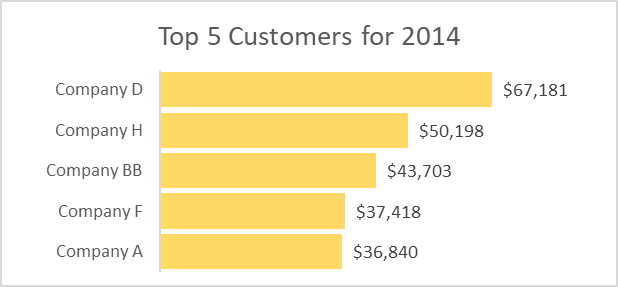 Top 5 Customers for 2014
Company D $67,181
Company H $50,198
Company BB $43,703
Company F $37,418
Company A $36,840